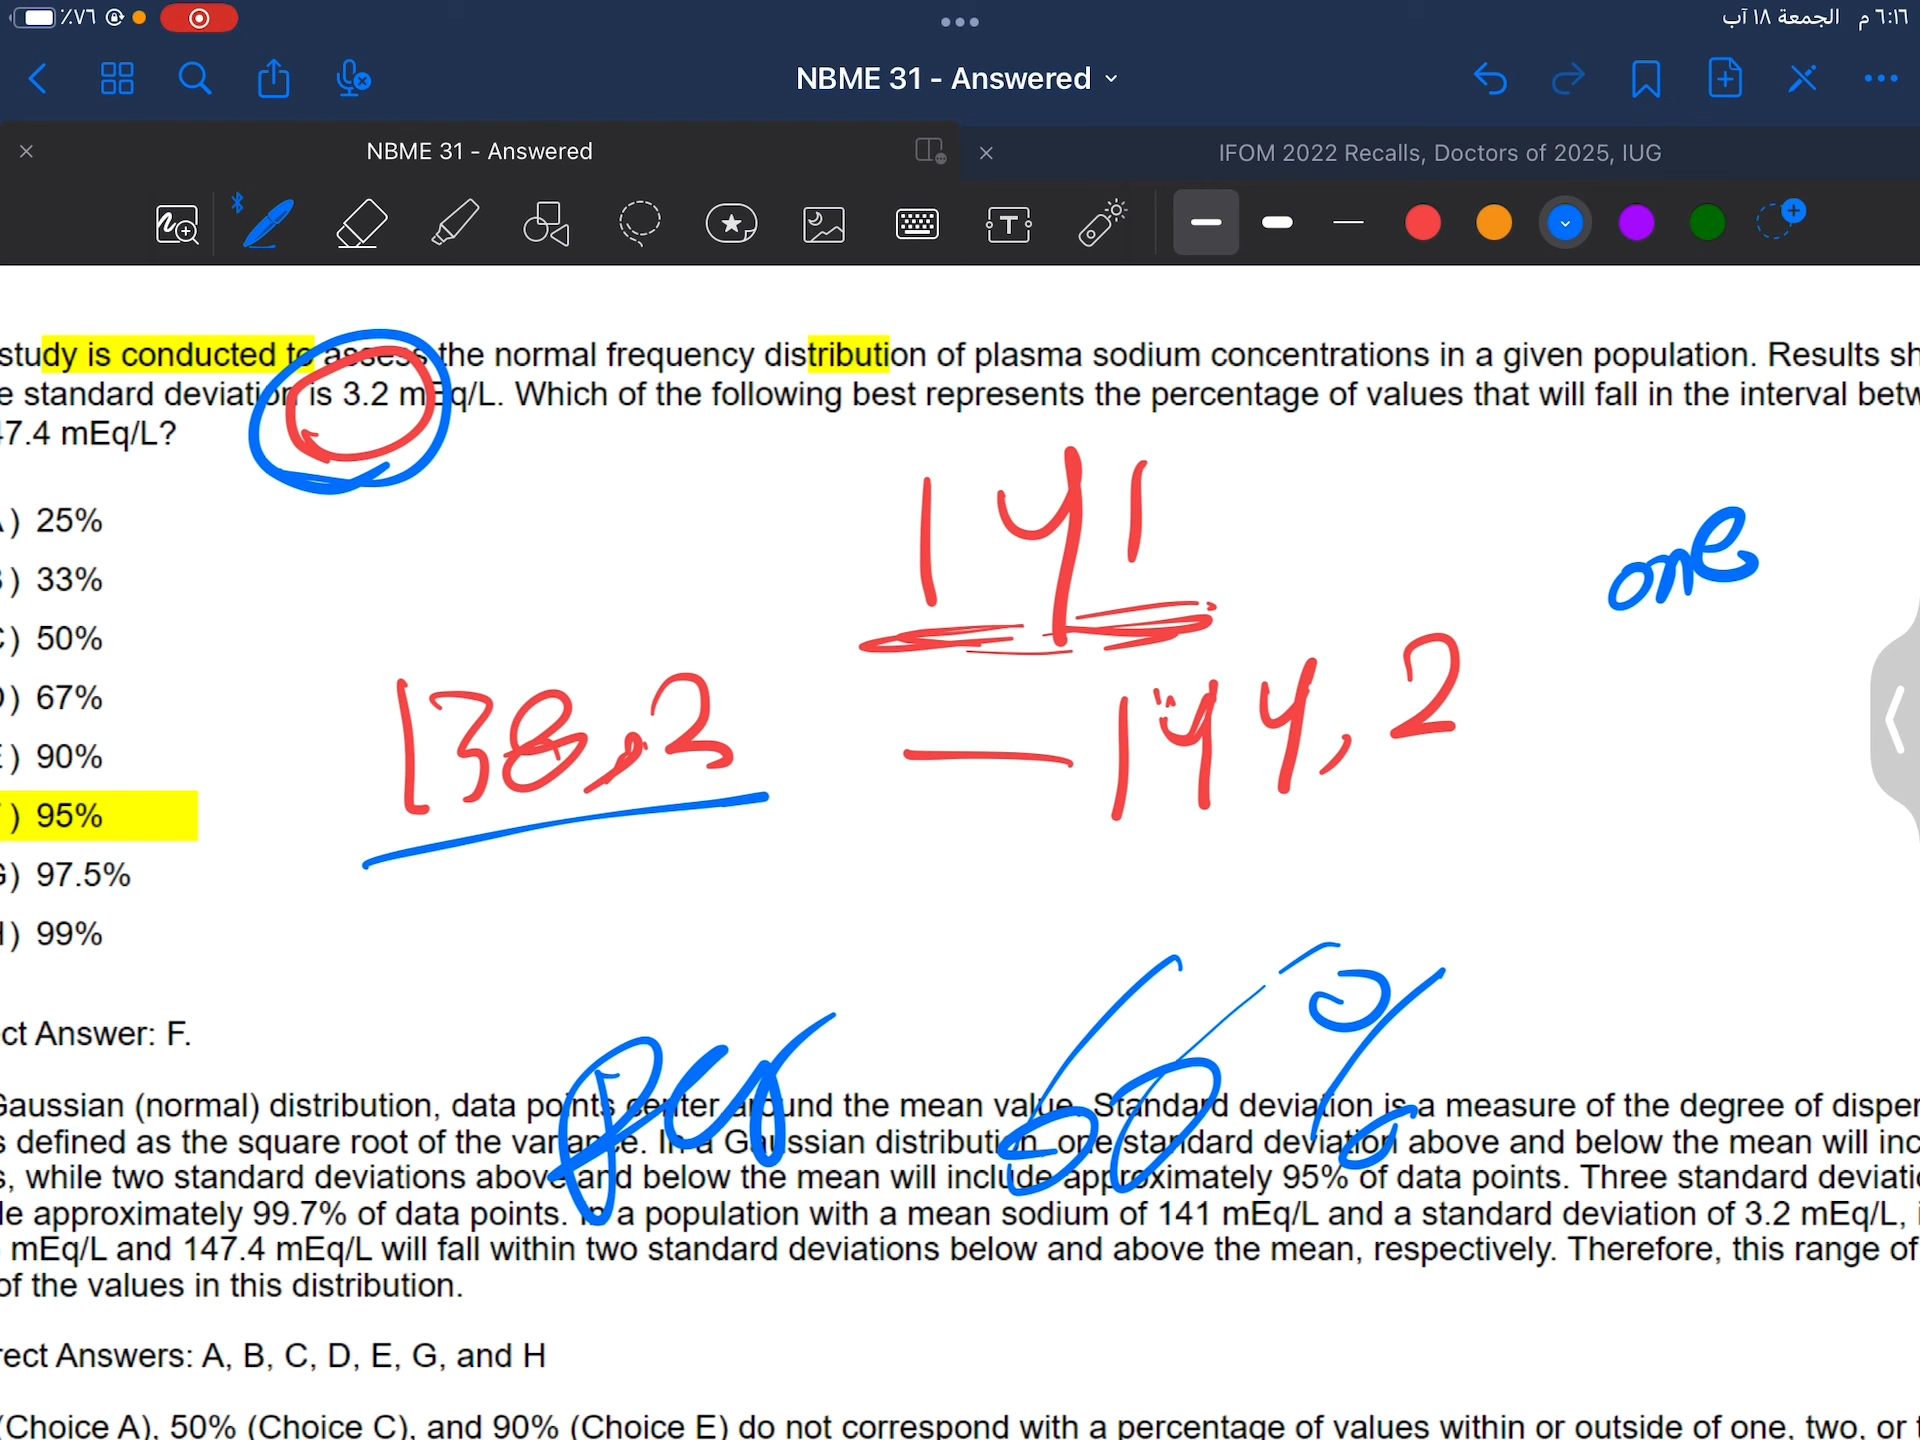 ٪٧٦
٦:١٦ م الجمعة ١٨ آب
NBME 31 - Answered
NBME 31 - Answered
IFOM 2022 Recalls, Doctors of 2025, IUG
study is conducted to assess the normal frequency distribution of plasma sodium concentrations in a given population. Results sh
e standard deviation is 3.2 mEq/L. Which of the following best represents the percentage of values that will fall in the interval betw
47.4 mEq/L?
141
) 25%
one
) 33%
) 50%
138,2 — 144,2
) 67%
) 90%
) 95%
) 97.5%
) 99%
ct Answer: F.
%
Gaussian (normal) distribution, data points center around the mean value. Standard deviation is a measure of the degree of disper
s defined as the square root of the variance. In a Gaussian distribution, one standard deviation above and below the mean will inc
s, while two standard deviations above and below the mean will include approximately 95% of data points. Three standard deviatio
le approximately 99.7% of data points. In a population with a mean sodium of 141 mEq/L and a standard deviation of 3.2 mEq/L, i
mEq/L and 147.4 mEq/L will fall within two standard deviations below and above the mean, respectively. Therefore, this range of
of the values in this distribution.
rect Answers: A, B, C, D, E, G, and H
(Choice A), 50% (Choice C), and 90% (Choice E) do not correspond with a percentage of values within or outside of one, two, or t